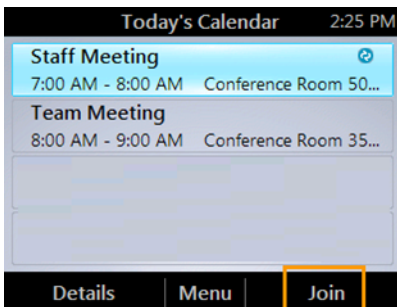 Today's Calendar 2:25 PM
Staff Meeting
7:00 AM - 8:00 AM Conference Room 50...
Team Meeting
8:00 AM - 9:00 AM Conference Room 35...
Details Menu Join